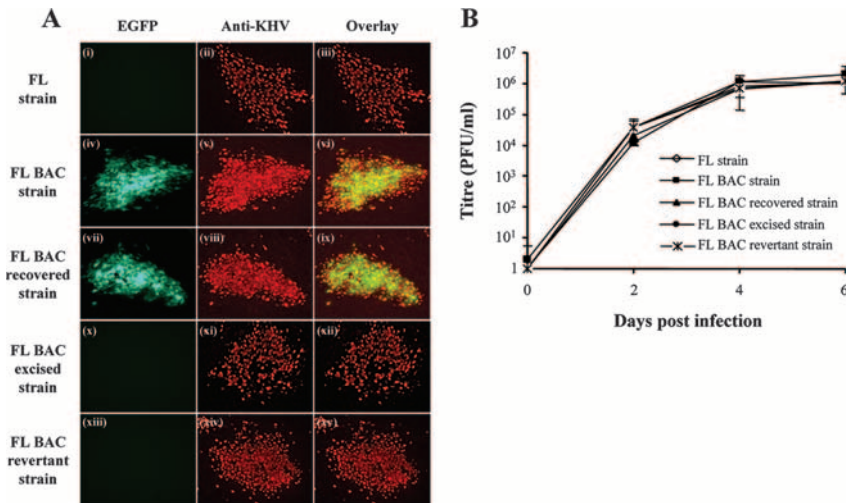 A
EGFP Anti-KHV Overlay
FL
strain
(i) (ii) (iii)
FL BAC
strain
(iv) (v) (vi)
FL BAC
recovered
strain
(vii) (viii) (ix)
FL BAC
excised
strain
(x) (xi) (xii)
FL BAC
revertant
strain
(xiii) (xiv) (xv)
B
Titre (PFU/ml)
10⁷
10⁶
10⁵
10⁴
10³
10²
10¹
1
0 2 4 6
Days post infection
FL strain
FL BAC strain
FL BAC recovered strain
FL BAC excised strain
FL BAC revertant strain